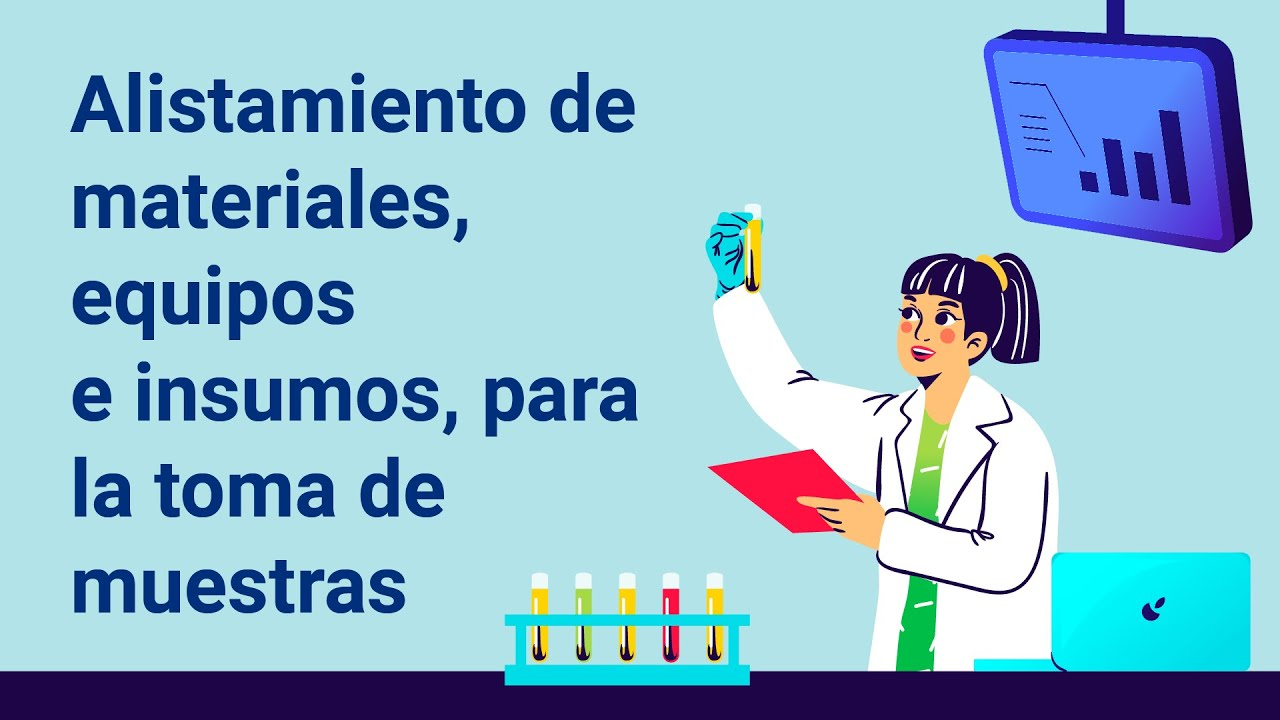 Alistamiento de
materiales,
equipos
e insumos, para
la toma de
muestras